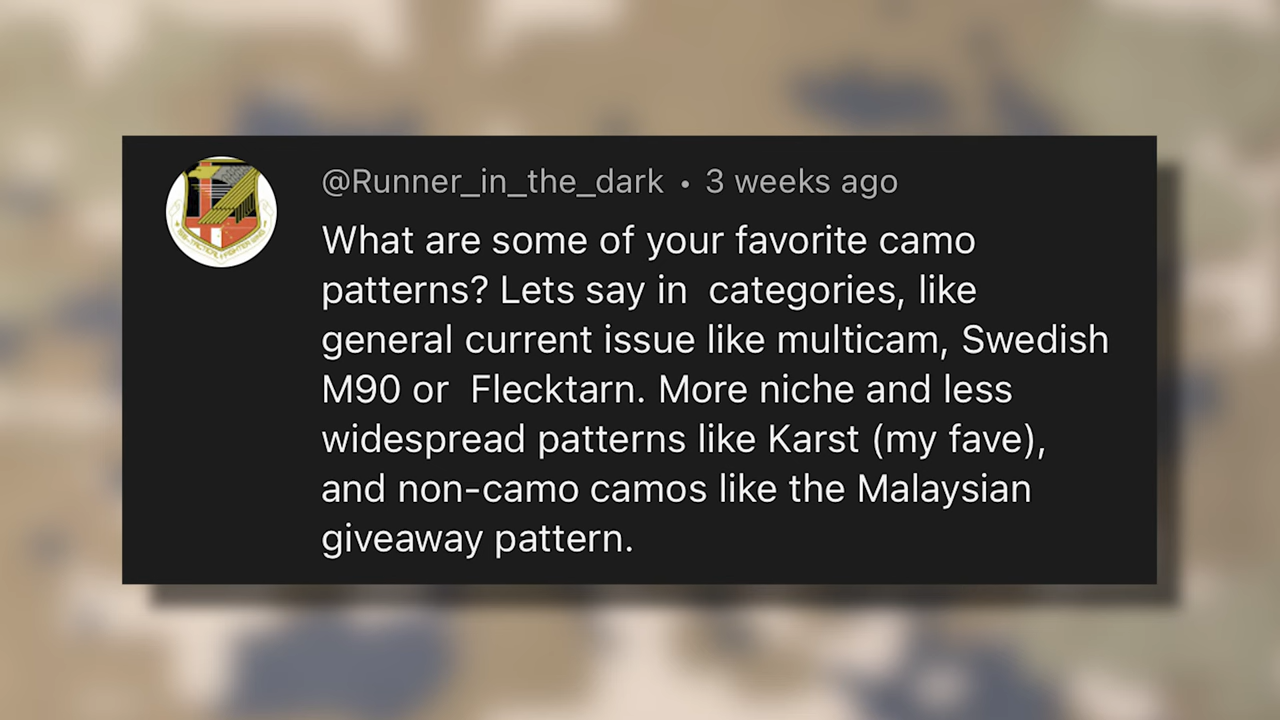 @Runner_in_the_dark • 3 weeks ago
What are some of your favorite camo
patterns? Lets say in  categories, like
general current issue like multicam, Swedish
M90 or  Flecktarn. More niche and less
widespread patterns like Karst (my fave),
and non-camo camos like the Malaysian
giveaway pattern.